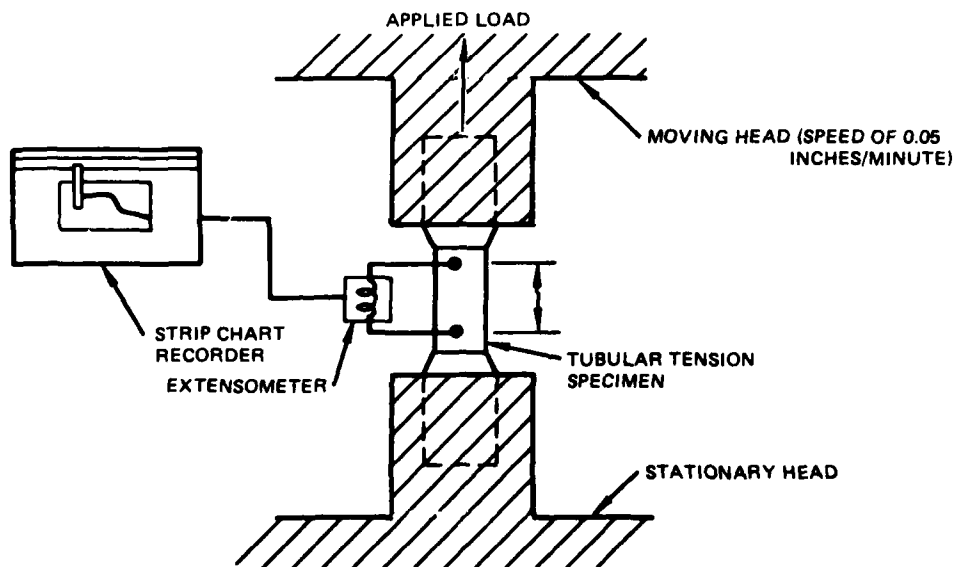 APPLIED LOAD
MOVING HEAD (SPEED OF 0.05
INCHES/MINUTE)
STRIP CHART
RECORDER
EXTENSOMETER
TUBULAR TENSION
SPECIMEN
STATIONARY HEAD